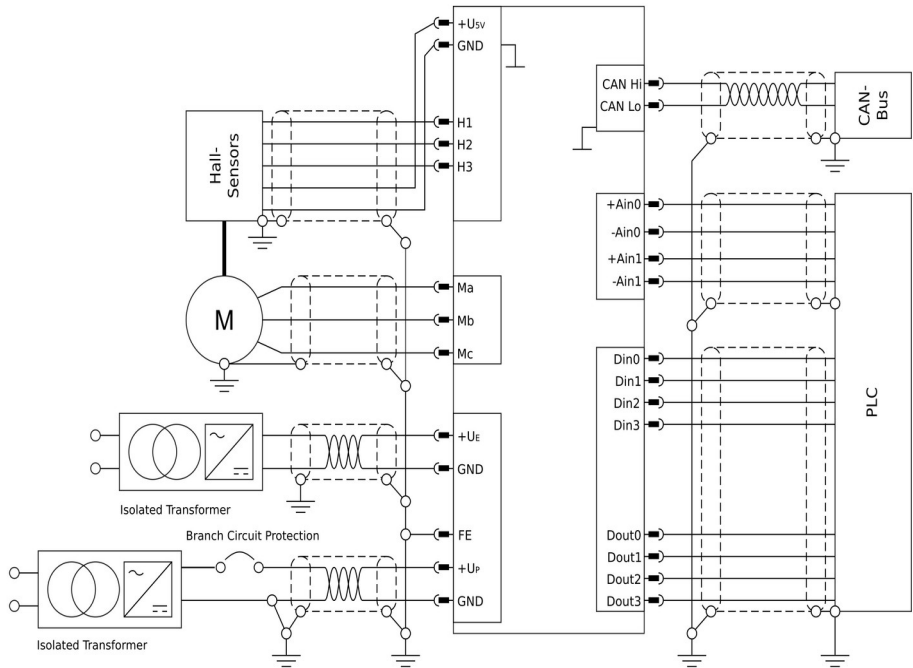 +U5V
GND
H1
H2
H3
Hall-
Sensors
M
Ma
Mb
Mc
+UE
GND
Isolated Transformer
FE
Branch Circuit Protection
+UP
GND
Isolated Transformer
CAN Hi
CAN Lo
CAN-
Bus
+Ain0
-Ain0
+Ain1
-Ain1
Din0
Din1
Din2
Din3
PLC
Dout0
Dout1
Dout2
Dout3